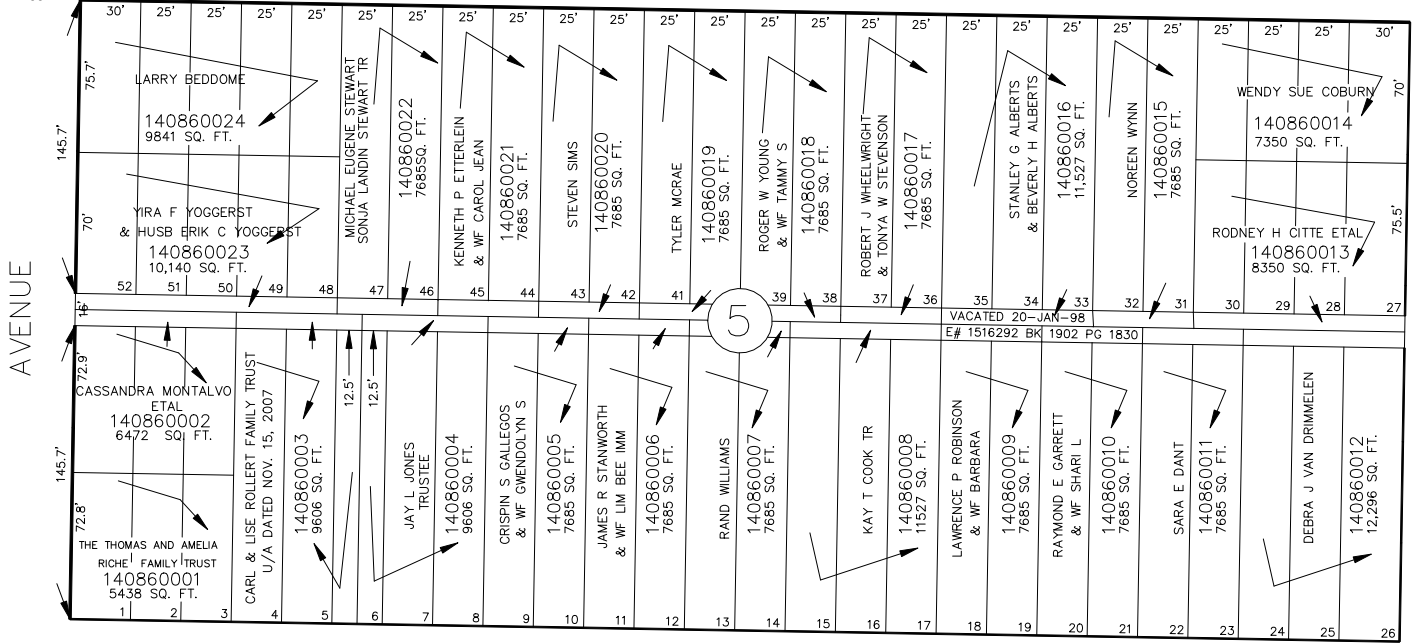 30' 25' 25' 25' 25' 25' 25' 25' 25' 25' 25' 25' 25' 25' 25' 25' 25' 25' 25' 25' 25' 25' 25' 25' 25' 30'
AVENUE
145.7'
75.7'
70'
LARRY BEDDOME
140860024
9841 SQ. FT.
YIRA F YOGGERST
& HUSB ERIK C YOGGERST
140860023
10,140 SQ. FT.
MICHAEL EUGENE STEWART
SONJA LANDIN STEWART TR
140860022
7685SQ. FT.
KENNETH P ETTERLEIN
& WF CAROL JEAN
140860021
7685 SQ. FT.
STEVEN SIMS
140860020
7685 SQ. FT.
TYLER MCRAE
140860019
7685 SQ. FT.
ROGER W YOUNG
& WF TAMMY S
140860018
7685 SQ. FT.
ROBERT J WHEELWRIGHT
& TONYA W STEVENSON
140860017
7685 SQ. FT.
STANLEY G ALBERTS
& BEVERLY H ALBERTS
140860016
11,527 SQ. FT.
NOREEN WYNN
140860015
7685 SQ. FT.
WENDY SUE COBURN
140860014
7350 SQ. FT.
70'
RODNEY H CITTE ETAL
140860013
8350 SQ. FT.
75.5'
52 51 50 49 48 47 46 45 44 43 42 41 39 38 37 36 35 34 33 32 31 30 29 28 27
16'
5
VACATED 20-JAN-98
E# 1516292 BK 1902 PG 1830
145.7'
72.9'
72.8'
CASSANDRA MONTALVO
ETAL
140860002
6472 SQ. FT.
THE THOMAS AND AMELIA
RICHE FAMILY TRUST
140860001
5438 SQ. FT.
CARL & LISE ROLLERT FAMILY TRUST
U/A DATED NOV. 15, 2007
140860003
9606 SQ. FT.
12.5'
12.5'
JAY L JONES
TRUSTEE
140860004
9606 SQ. FT.
CRISPIN S GALLEGOS
& WF GWENDOLYN S
140860005
7685 SQ. FT.
JAMES R STANWORTH
& WF LIM BEE IMM
140860006
7685 SQ. FT.
RAND WILLIAMS
140860007
7685 SQ. FT.
KAY T COOK TR
140860008
11527 SQ. FT.
LAWRENCE P ROBINSON
& WF BARBARA
140860009
7685 SQ. FT.
RAYMOND E GARRETT
& WF SHARI L
140860010
7685 SQ. FT.
SARA E DANT
140860011
7685 SQ. FT.
DEBRA J VAN DRIMMELEN
140860012
12,296 SQ. FT.
1 2 3 4 5 6 7 8 9 10 11 12 13 14 15 16 17 18 19 20 21 22 23 24 25 26